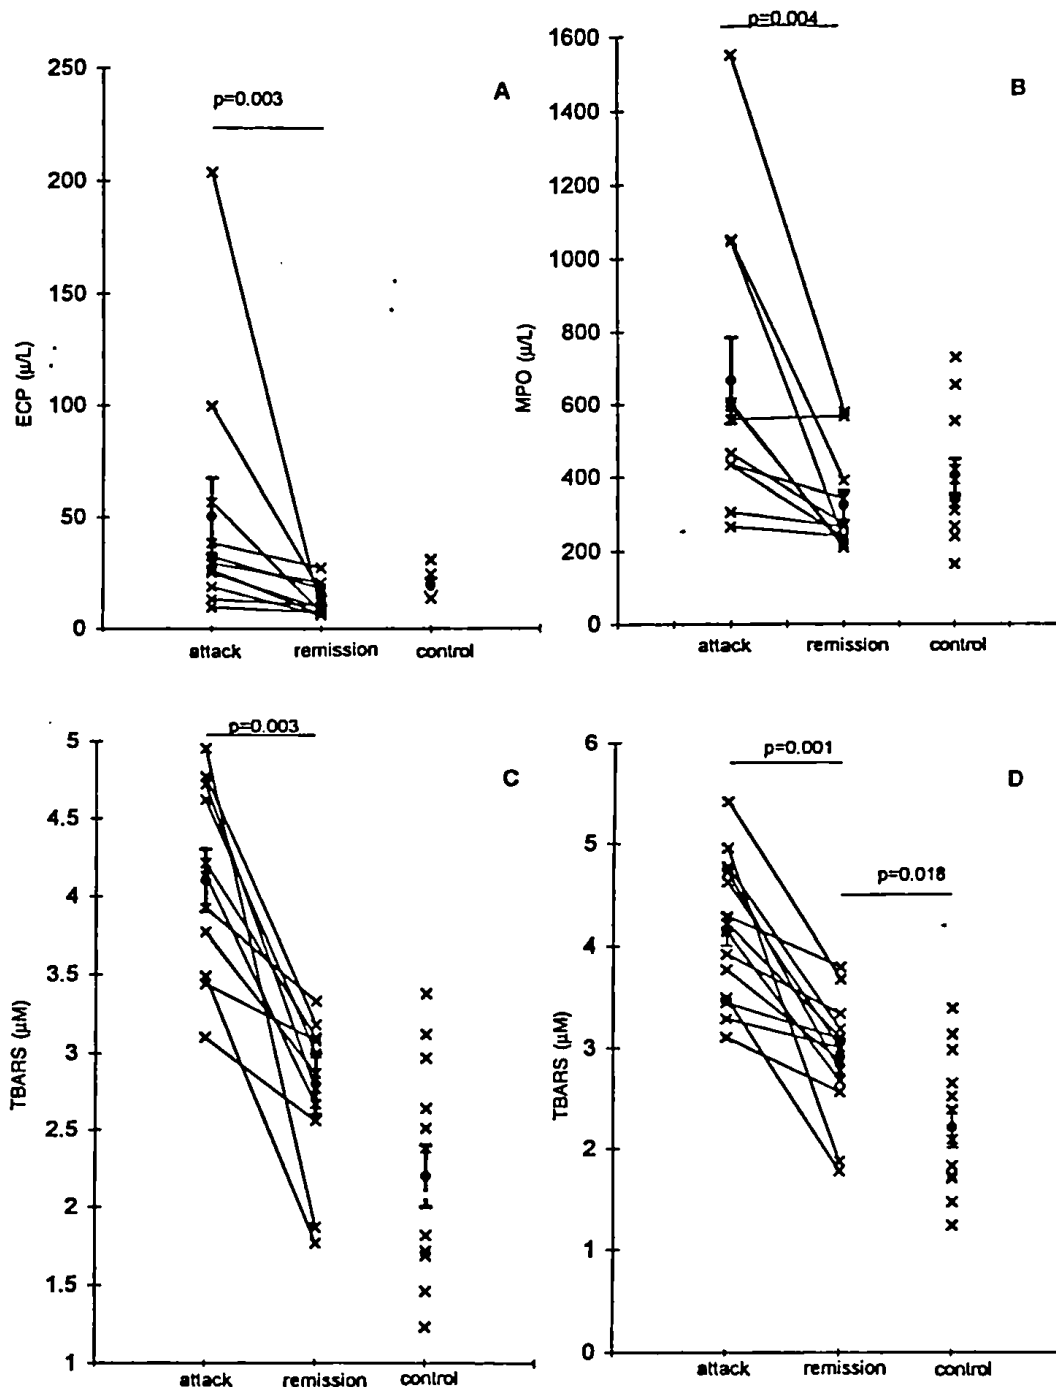 p=0.004
1600
B
1400
1200
1000
800
600
400
200
0
MPO (µ/L)
attack
remission
control
250
A
p=0.003
200
150
100
50
0
ECP (µ/L)
attack
remission
control
p=0.003
5
C
4.5
4
3.5
3
2.5
2
1.5
1
TBARS (µM)
attack
remission
control
6
p=0.001
D
5
p=0.018
4
3
2
1
0
TBARS (µM)
attack
remission
control